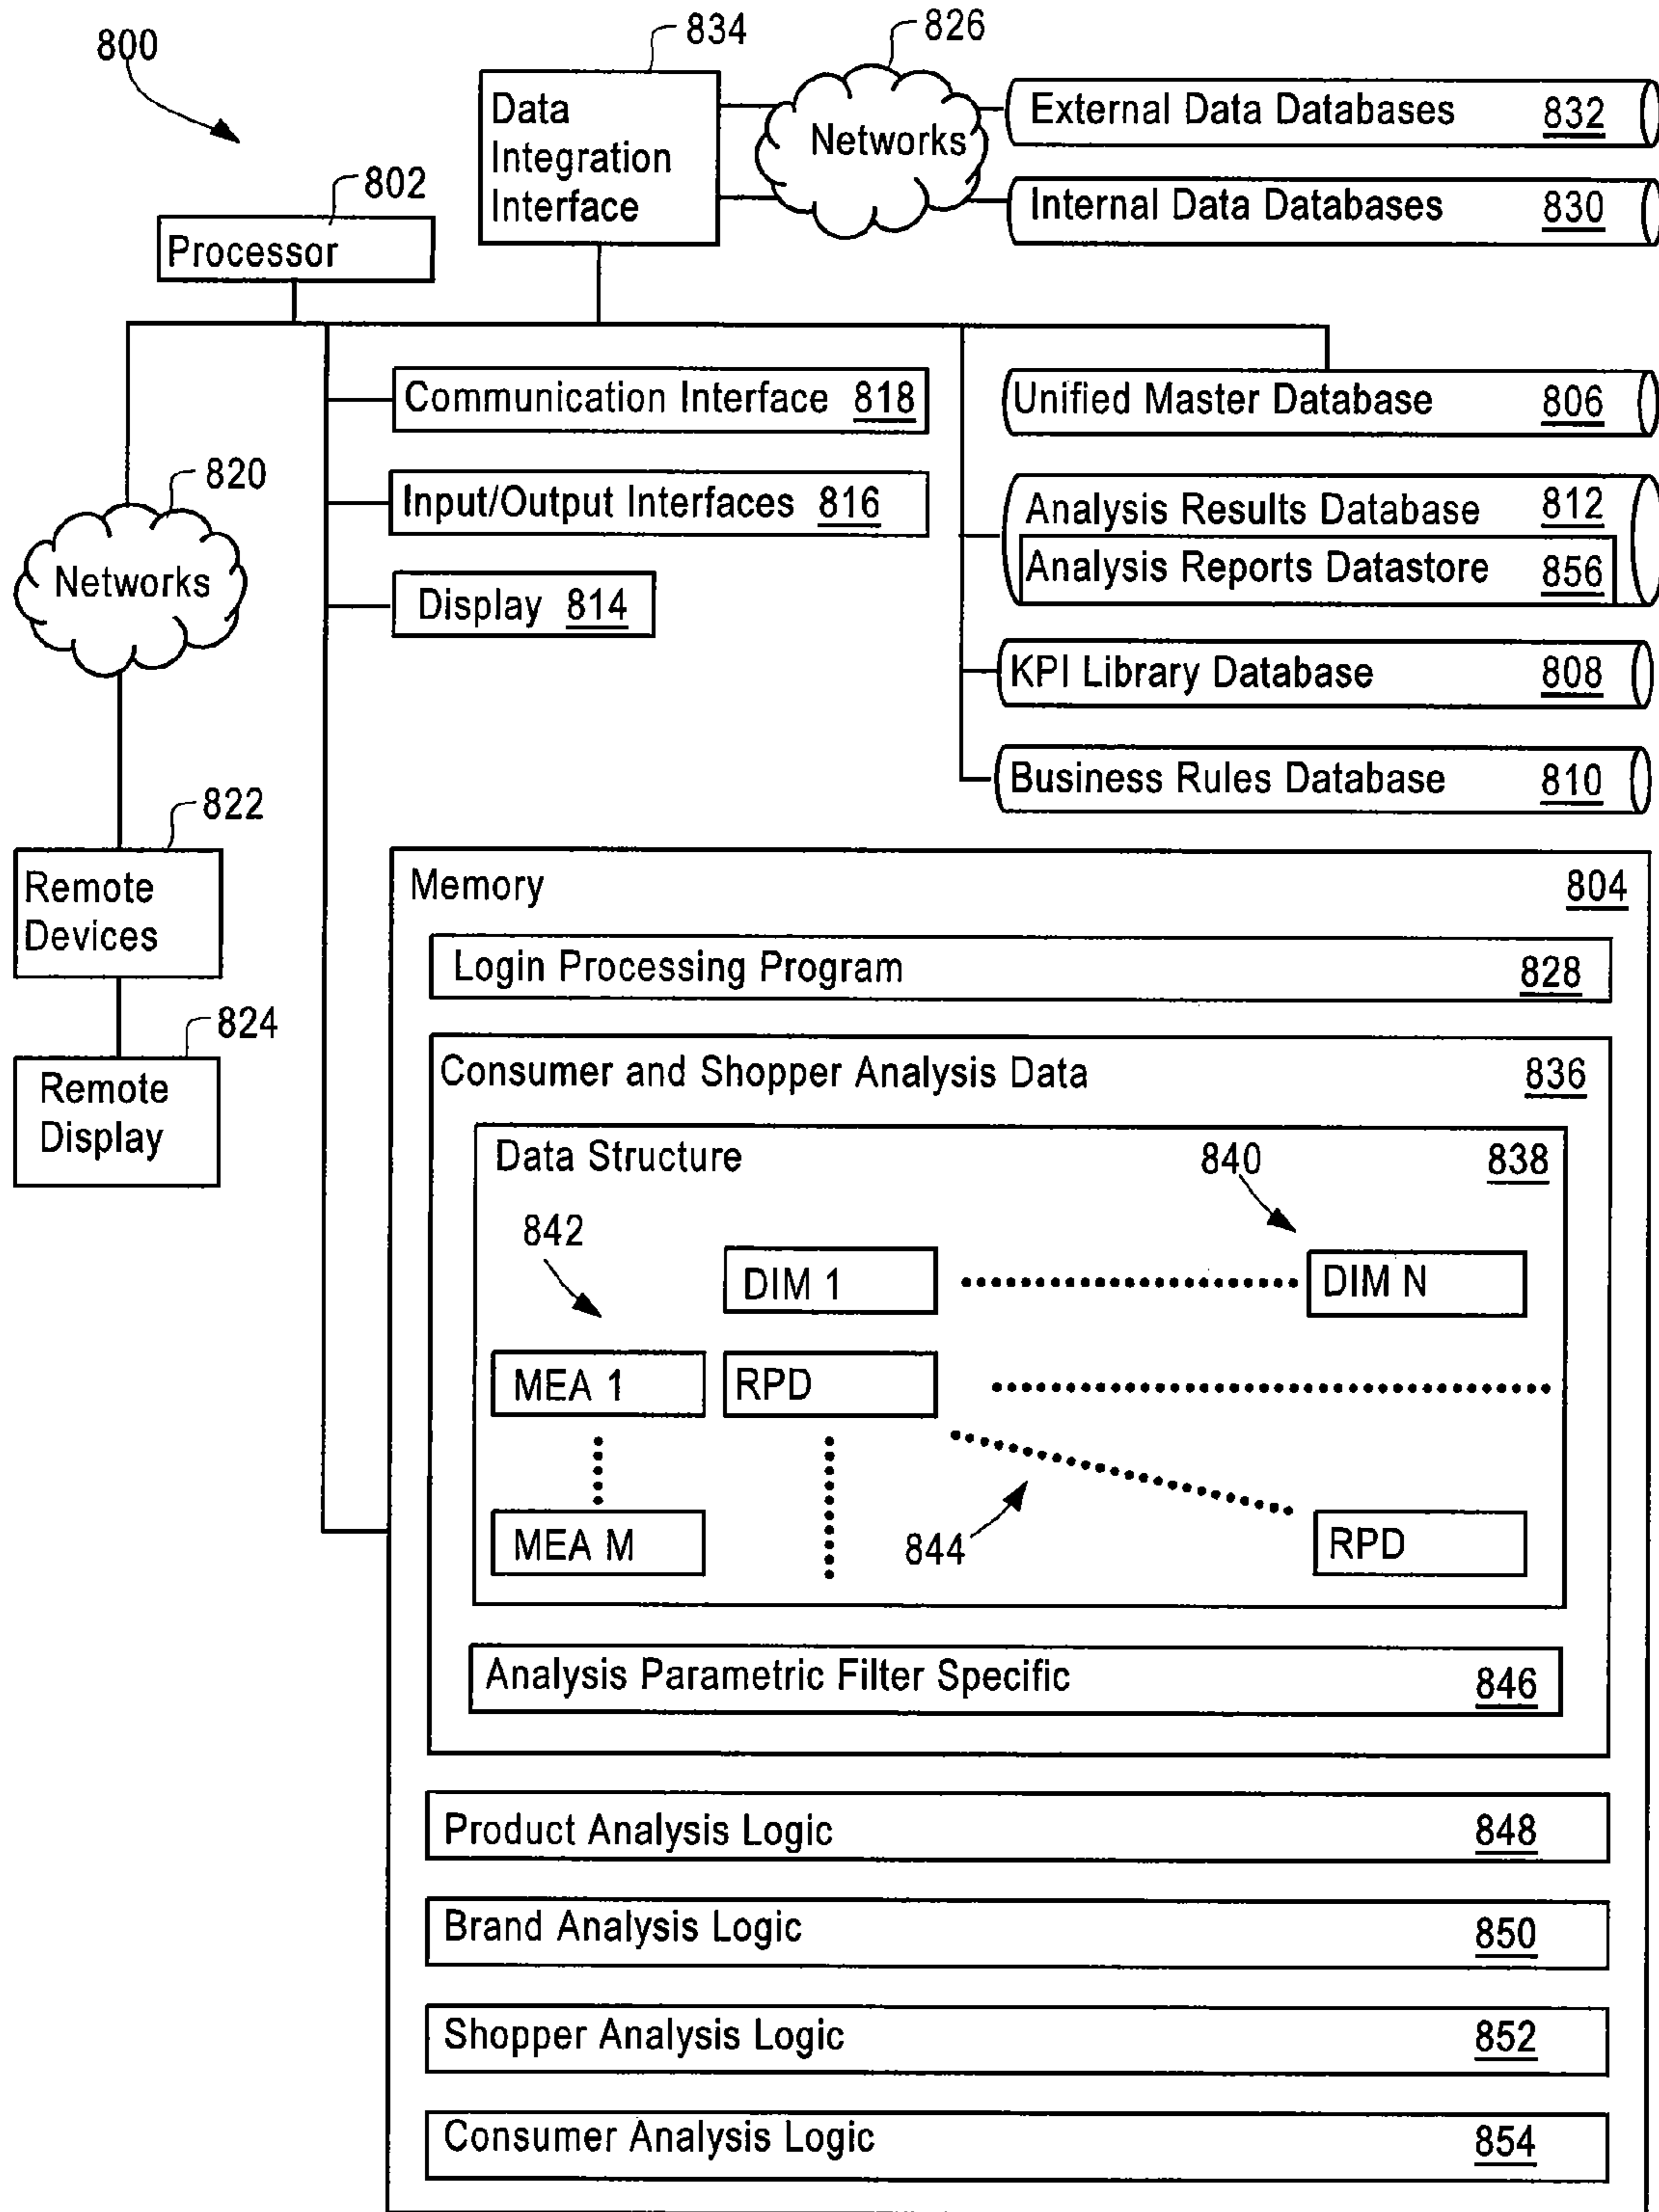 800
834
826
Data
Integration
Interface
Networks
External Data Databases 832
Internal Data Databases 830
802
Processor
Communication Interface 818
Unified Master Database 806
820
Networks
Input/Output Interfaces 816
Analysis Results Database 812
Analysis Reports Datastore 856
Display 814
KPI Library Database 808
Business Rules Database 810
822
Remote
Devices
824
Remote
Display
Memory 804
Login Processing Program 828
Consumer and Shopper Analysis Data 836
Data Structure 838
840
842
DIM 1
DIM N
MEA 1
RPD
MEA M
844
RPD
Analysis Parametric Filter Specific 846
Product Analysis Logic 848
Brand Analysis Logic 850
Shopper Analysis Logic 852
Consumer Analysis Logic 854